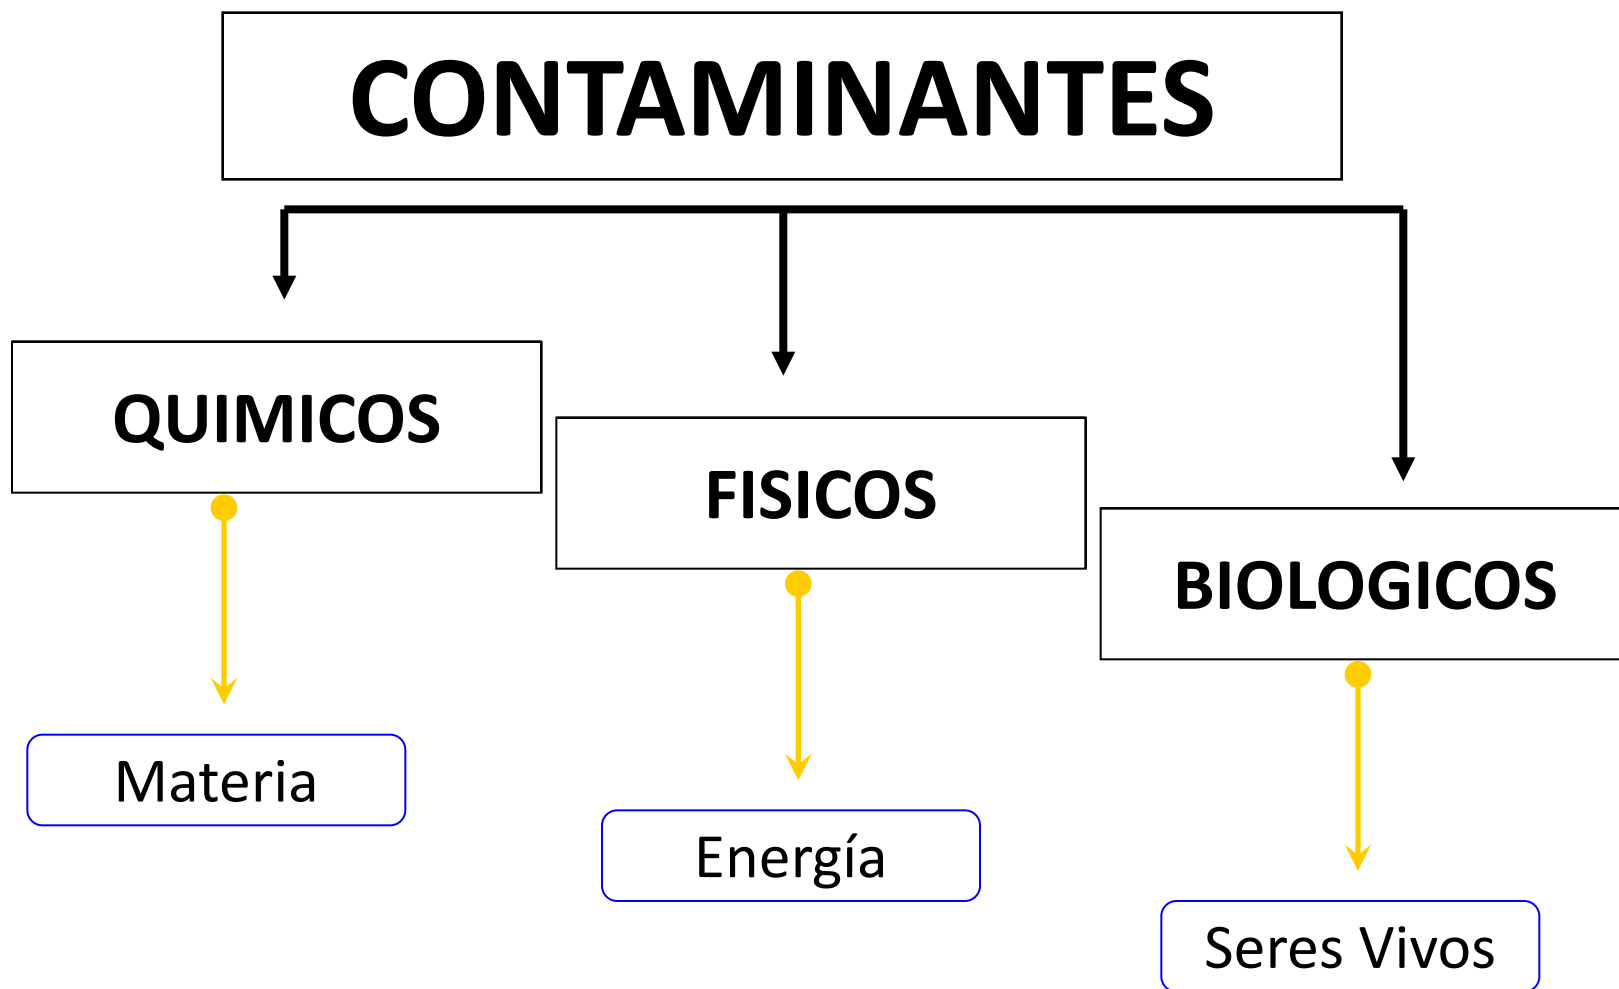 CONTAMINANTES
QUIMICOS
FISICOS
BIOLOGICOS
Materia
Energía
Seres Vivos